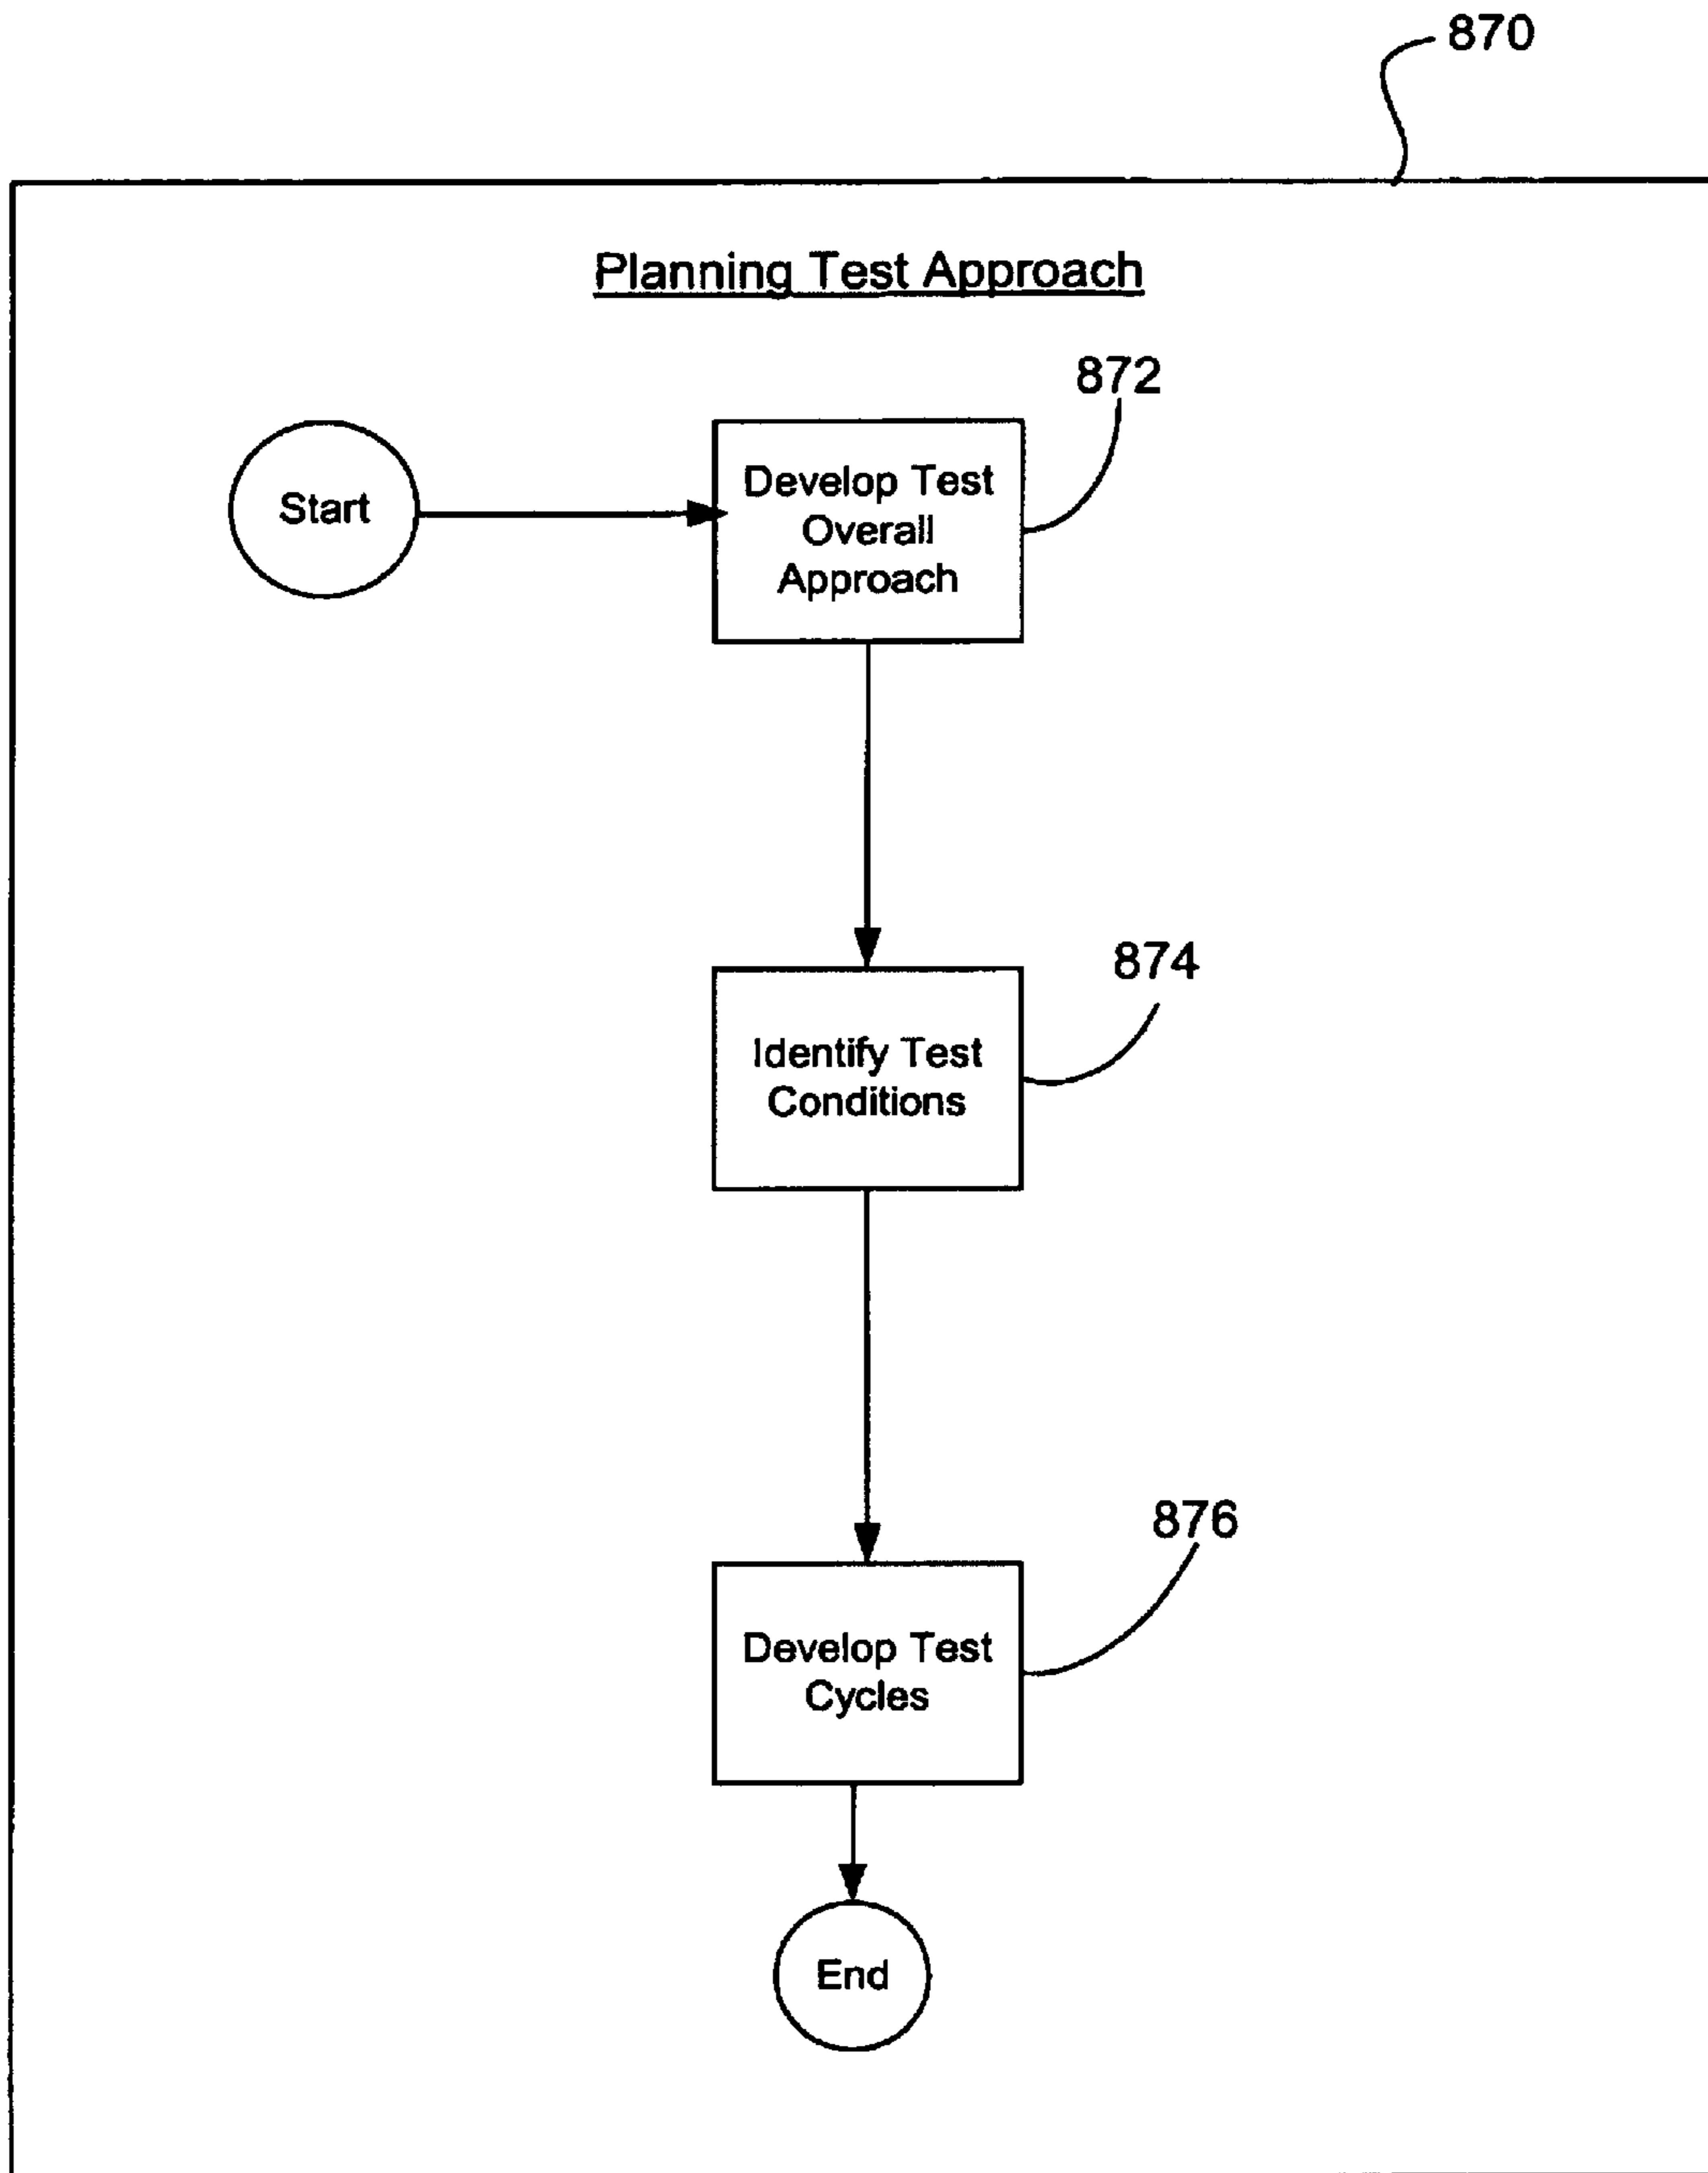 870
Planning Test Approach
872
Start
Develop Test
Overall
Approach
874
Identify Test
Conditions
876
Develop Test
Cycles
End